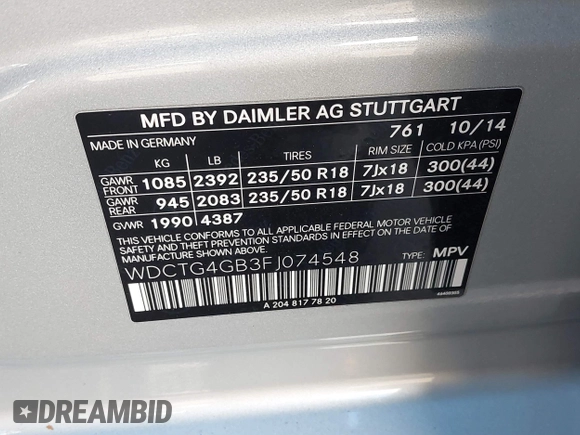 MFD BY DAIMLER AG STUTTGART
MADE IN GERMANY 761 10/14
KG LB TIRES RIM SIZE COLD KPA (PSI)
GAWR FRONT 1085 2392 235/50 R18 7Jx18 300(44)
GAWR REAR 945 2083 235/50 R18 7Jx18 300(44)
GVWR 1990 4387
THIS VEHICLE CONFORMS TO ALL APPLICABLE FEDERAL MOTOR VEHICLE
SAFETY AND THEFT PREVENTION STANDARDS IN EFFECT ON THE DATE OF
MANUFACTURE SHOWN ABOVE.
WDCTG4GB3FJ074548 TYPE: MPV
A 204 817 78 20
DREAMBID